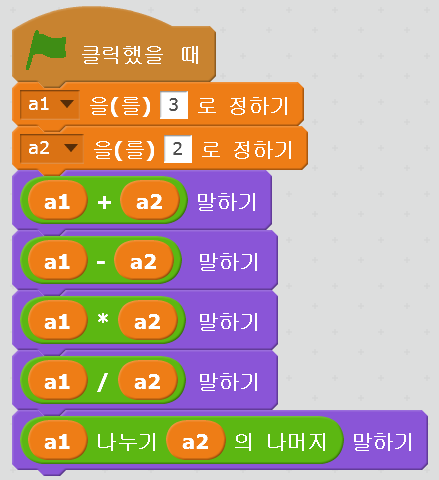 클릭했을 때
a1 을(를) 3 로 정하기
a2 을(를) 2 로 정하기
a1 + a2 말하기
a1 - a2 말하기
a1 * a2 말하기
a1 / a2 말하기
a1 나누기 a2 의 나머지 말하기